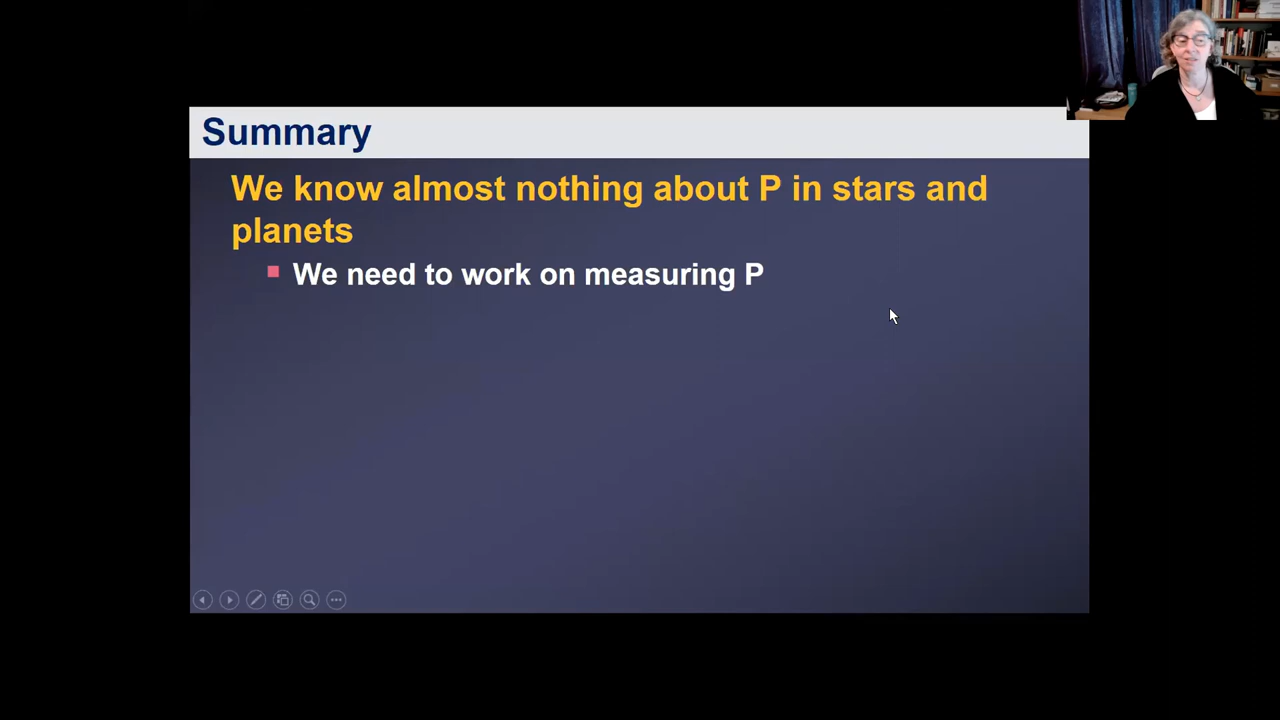 Summary
We know almost nothing about P in stars and
planets
We need to work on measuring P